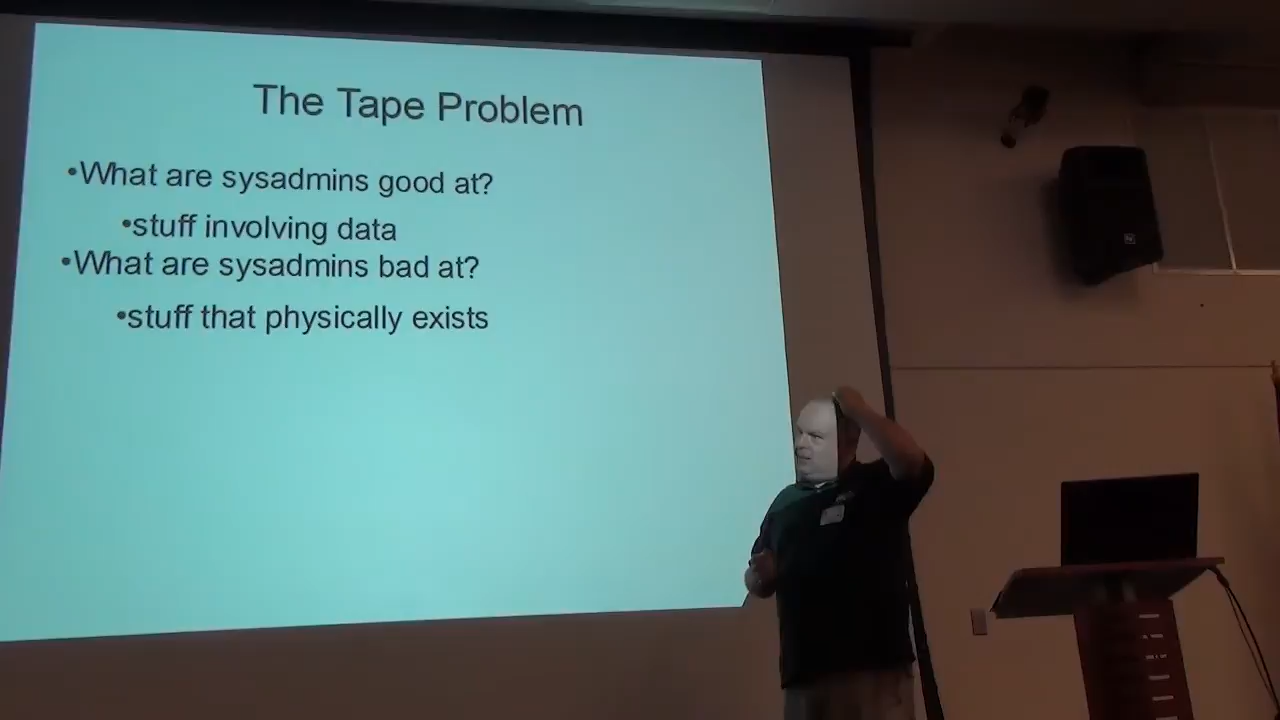 The Tape Problem
•What are sysadmins good at?
•stuff involving data
•What are sysadmins bad at?
•stuff that physically exists